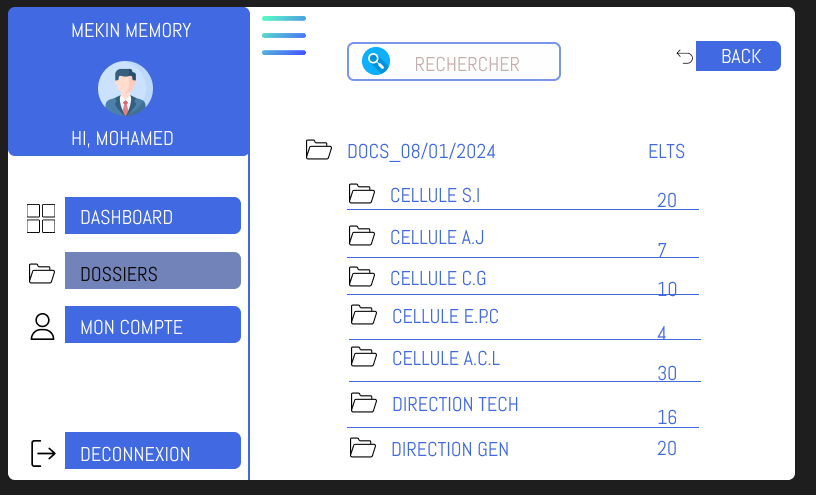 MEKIN MEMORY
HI, MOHAMED
DASHBOARD
DOSSIERS
MON COMPTE
DECONNEXION
RECHERCHER
BACK
DOCS_08/01/2024 ELTS
CELLULE S.I 20
CELLULE A.J 7
CELLULE C.G 10
CELLULE E.P.C 4
CELLULE A.C.L 30
DIRECTION TECH 16
DIRECTION GEN 20